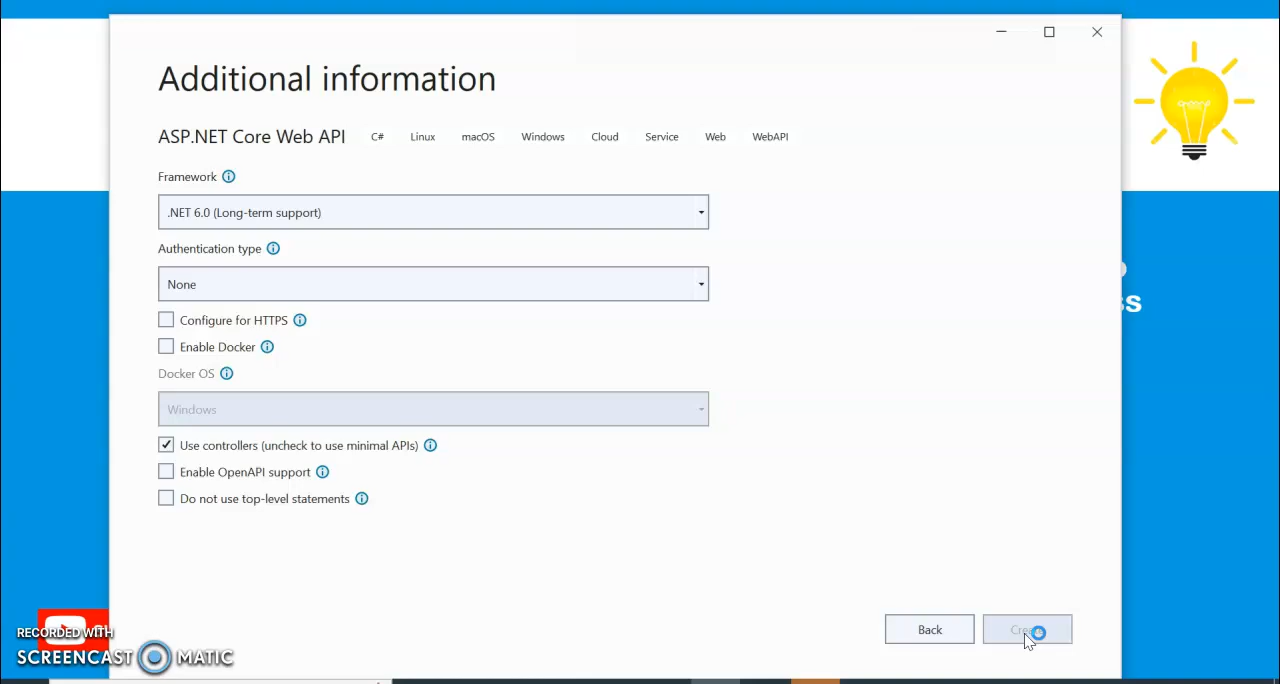 Additional information
ASP.NET Core Web API C# Linux macOS Windows Cloud Service Web WebAPI
Framework
.NET 6.0 (Long-term support)
Authentication type
None
Configure for HTTPS
Enable Docker
Docker OS
Windows
Use controllers (uncheck to use minimal APIs)
Enable OpenAPI support
Do not use top-level statements
Back
RECORDED WITH
SCREENCAST MATIC